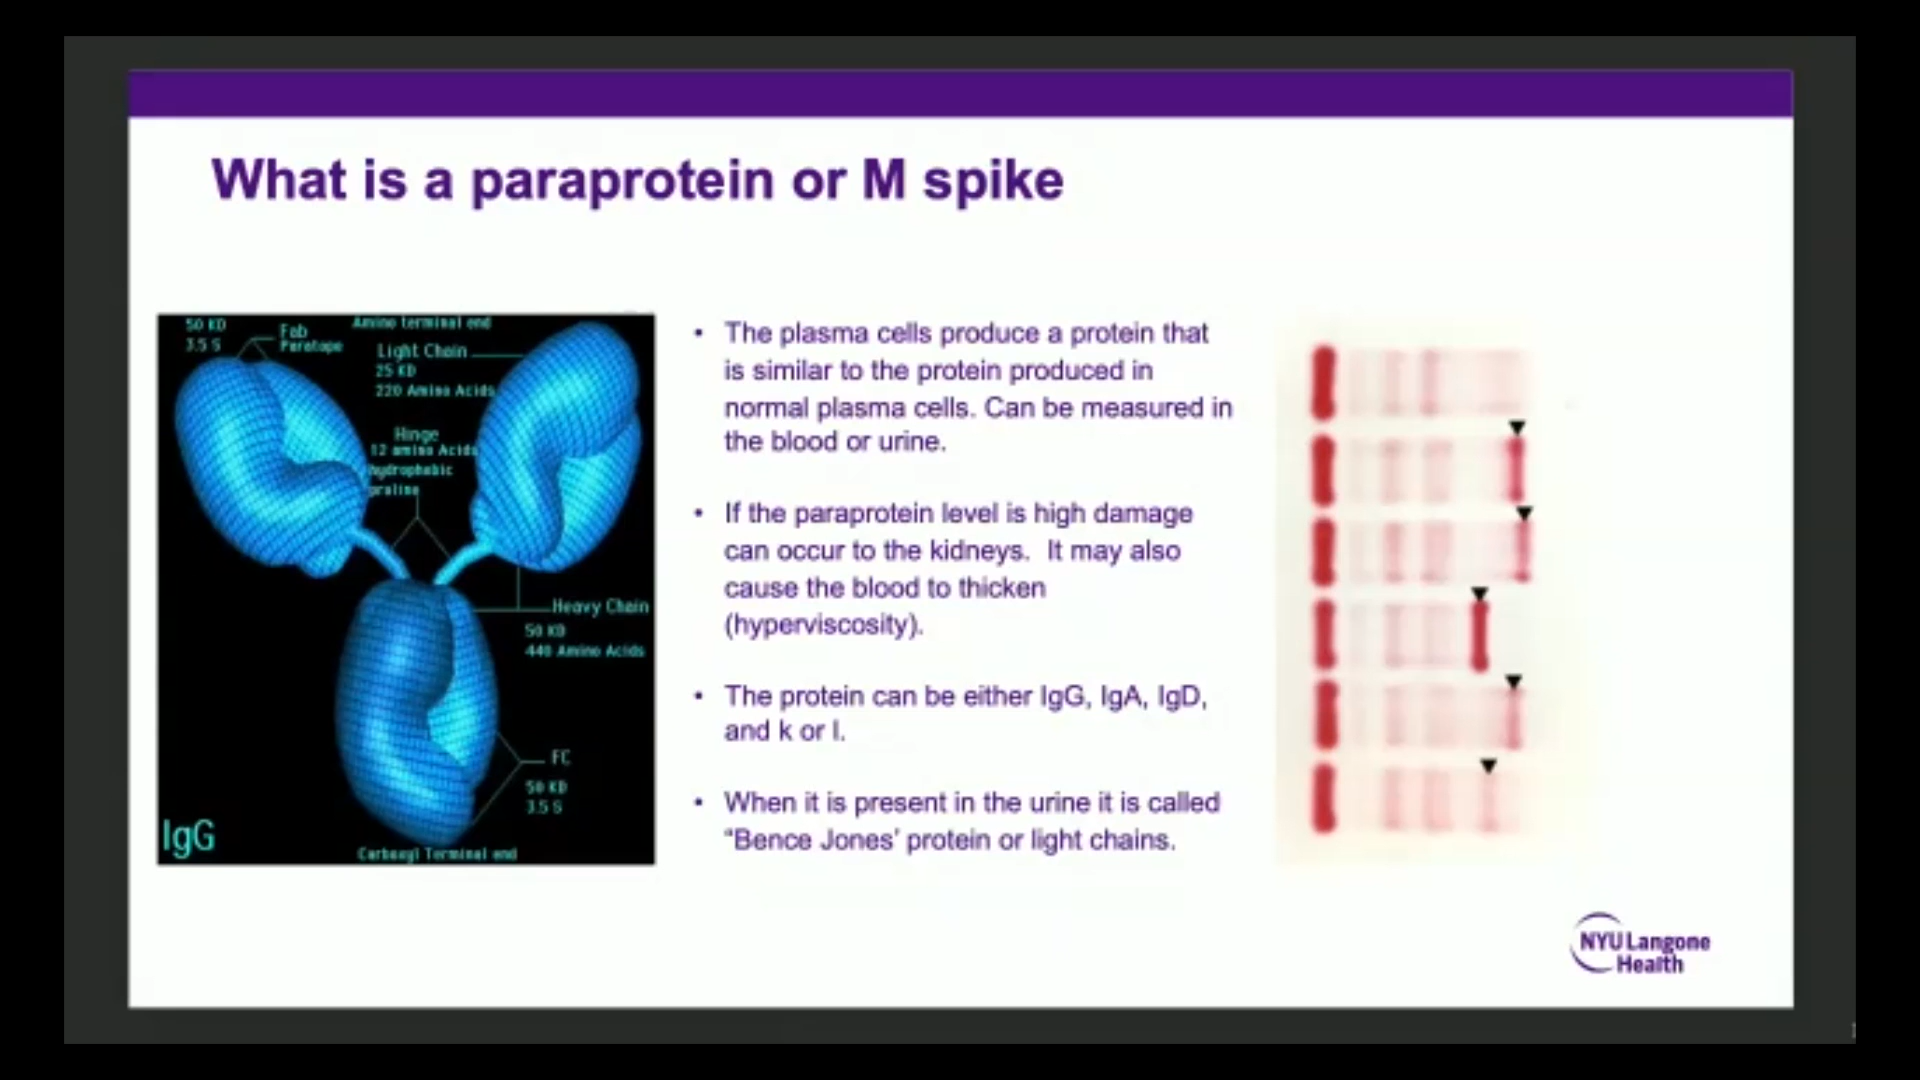 What is a paraprotein or M spike
50 KD
3.5 S
Fab
Paratope
Amino terminal end
Light Chain
25 KD
220 Amino Acids
Hinge
12 amino Acids
hydrophobic
proline
Heavy Chain
50 KD
440 Amino Acids
FC
50 KD
3.5 S
IgG
Carboxyl Terminal end
• The plasma cells produce a protein that
is similar to the protein produced in
normal plasma cells. Can be measured in
the blood or urine.
• If the paraprotein level is high damage
can occur to the kidneys. It may also
cause the blood to thicken
(hyperviscosity).
• The protein can be either IgG, IgA, IgD,
and k or l.
• When it is present in the urine it is called
“Bence Jones’ protein or light chains.
NYU Langone
Health